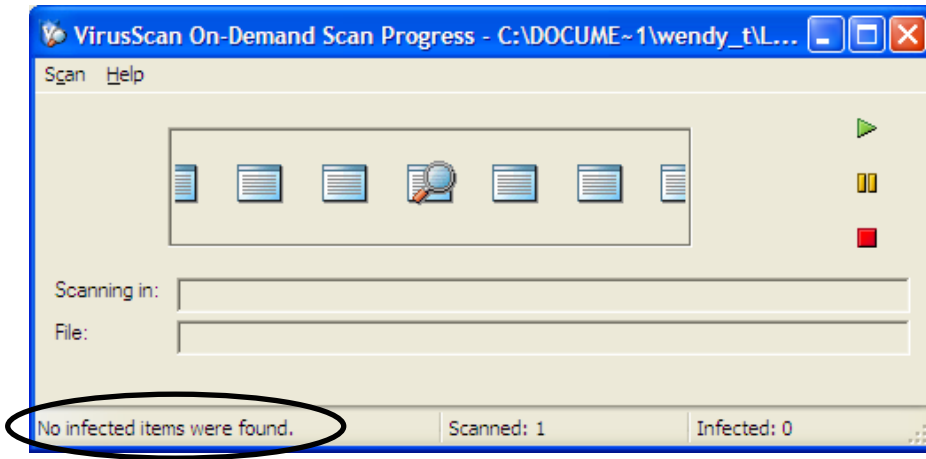 VirusScan On-Demand Scan Progress - C:\DOCUME~1\wendy_t\L...
Scan Help
Scanning in:
File:
No infected items were found. Scanned: 1 Infected: 0